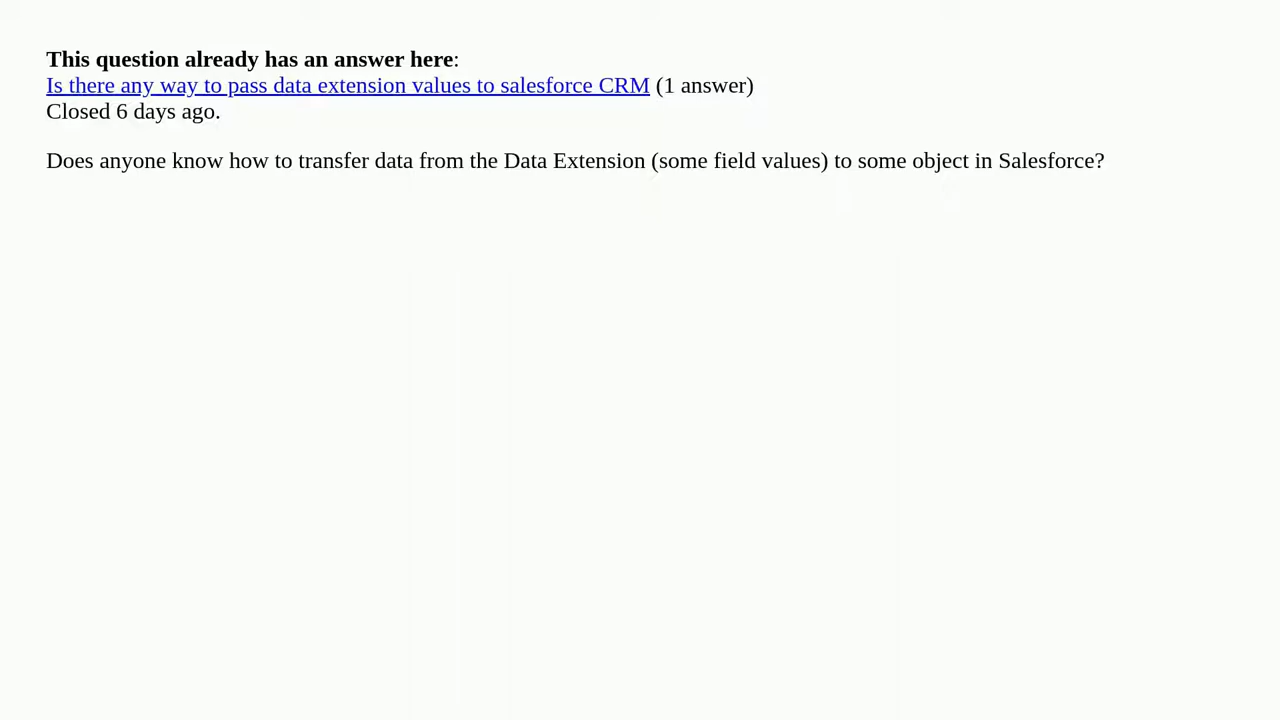 This question already has an answer here:
Is there any way to pass data extension values to salesforce CRM (1 answer)
Closed 6 days ago.
Does anyone know how to transfer data from the Data Extension (some field values) to some object in Salesforce?